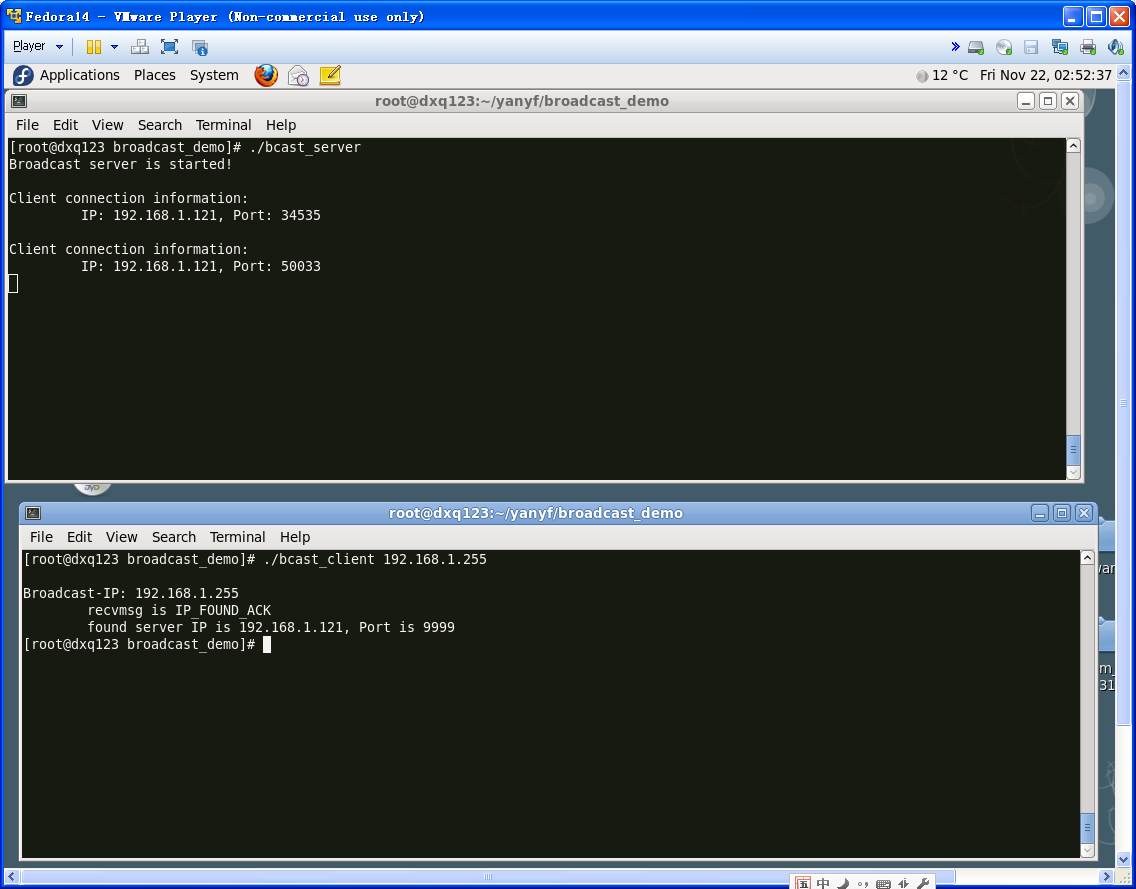 Fedora14 - VMware Player (Non-commercial use only)
Player
Applications Places System 12 °C Fri Nov 22, 02:52:37
root@dxq123:~/yanyf/broadcast_demo
File Edit View Search Terminal Help
[root@dxq123 broadcast_demo]# ./bcast_server
Broadcast server is started!
Client connection information:
IP: 192.168.1.121, Port: 34535
Client connection information:
IP: 192.168.1.121, Port: 50033
DVD
root@dxq123:~/yanyf/broadcast_demo
File Edit View Search Terminal Help
[root@dxq123 broadcast_demo]# ./bcast_client 192.168.1.255
Broadcast-IP: 192.168.1.255
recvmsg is IP_FOUND_ACK
found server IP is 192.168.1.121, Port is 9999
[root@dxq123 broadcast_demo]#
31
五 中